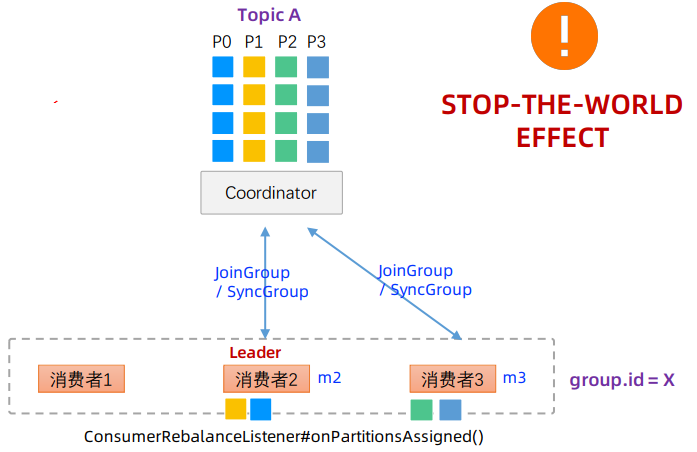 Topic A
P0 P1 P2 P3
!
STOP-THE-WORLD
EFFECT
Coordinator
JoinGroup
/ SyncGroup
JoinGroup
/ SyncGroup
Leader
消费者1
消费者2
m2
消费者3
m3
group.id = X
ConsumerRebalanceListener#onPartitionsAssigned()